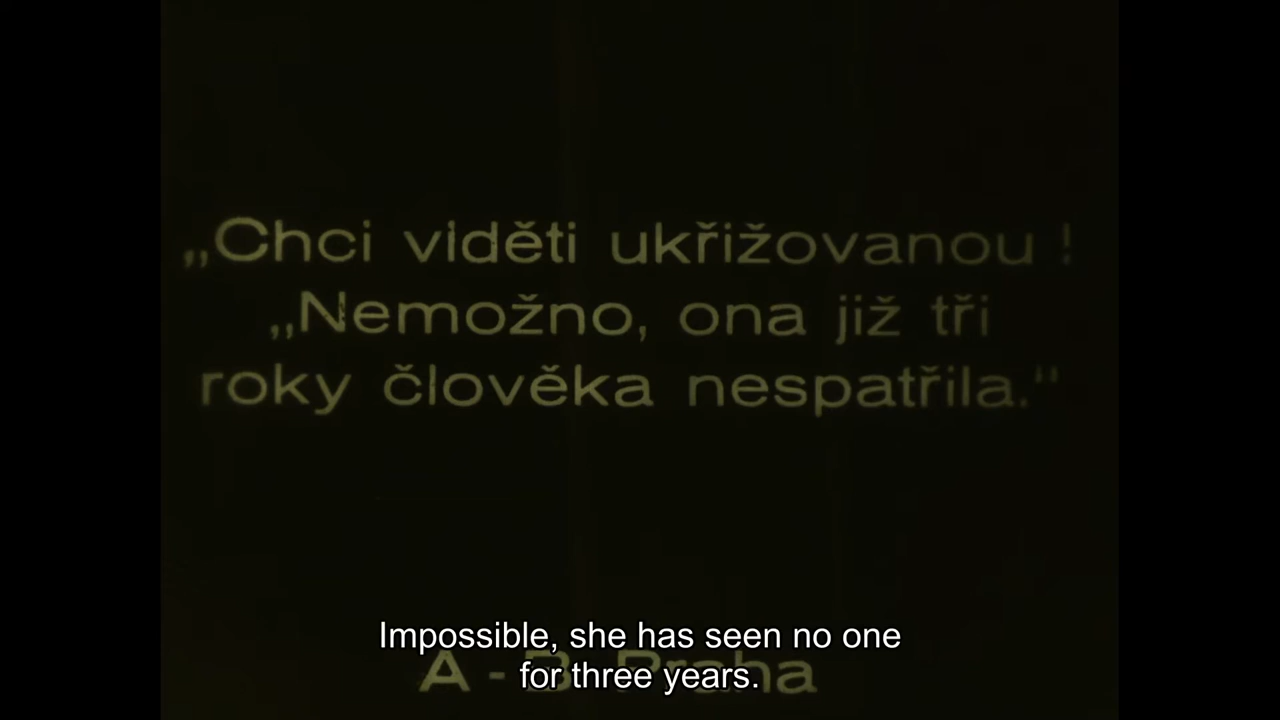 „Chci viděti ukřižovanou !
„Nemožno, ona již tři
roky člověka nespatřila."
Impossible, she has seen no one
for three years.
A - B Praha